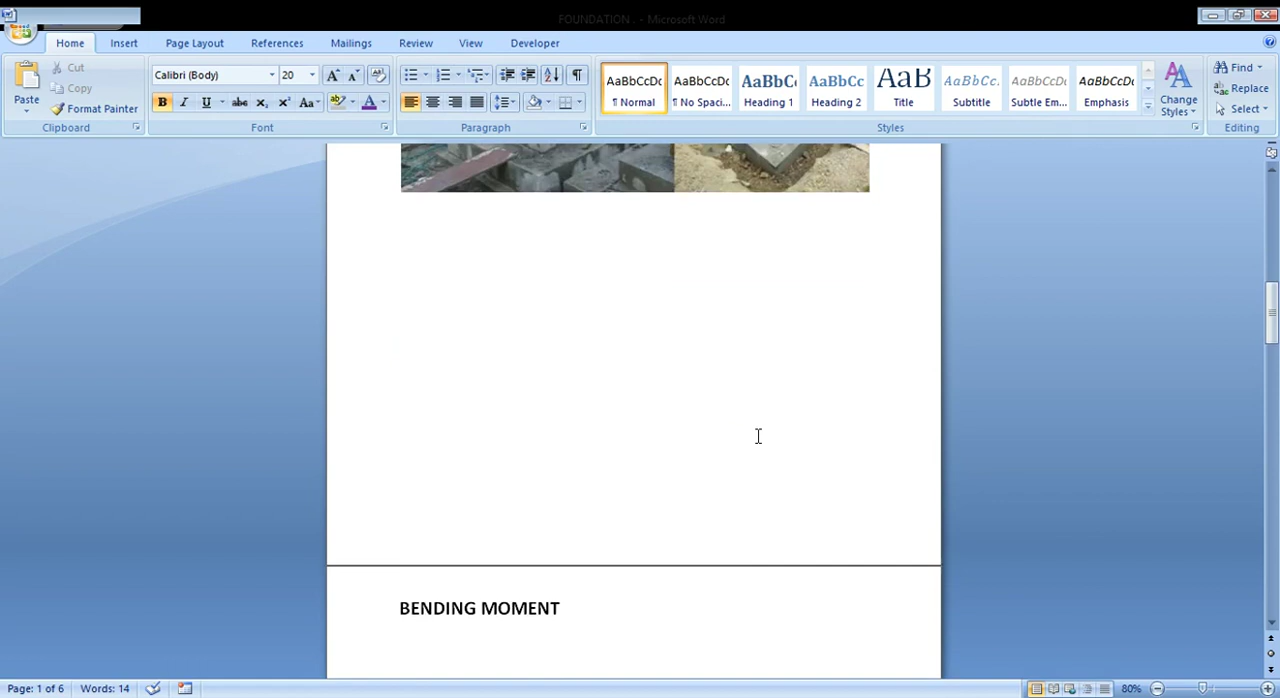 FOUNDATION . - Microsoft Word
Home Insert Page Layout References Mailings Review View Developer
Paste Cut Copy Format Painter Clipboard
Calibri (Body) 20 Font
Paragraph
AaBbCcDc AaBbCcDc AaBbC AaBbCc AaB AaBbCc. AaBbCcDc AaBbCcDc
¶ Normal ¶ No Spaci... Heading 1 Heading 2 Title Subtitle Subtle Em... Emphasis
Change Styles Styles
Find Replace Select Editing
BENDING MOMENT
Page: 1 of 6 Words: 14 80%